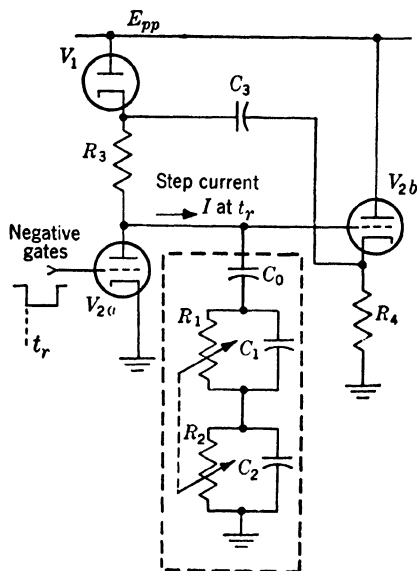 E_pp
V_1
C_3
R_3
V_2b
Step current
I at t_r
Negative
gates
C_0
V_2a
R_1
R_4
C_1
t_r
R_2
C_2